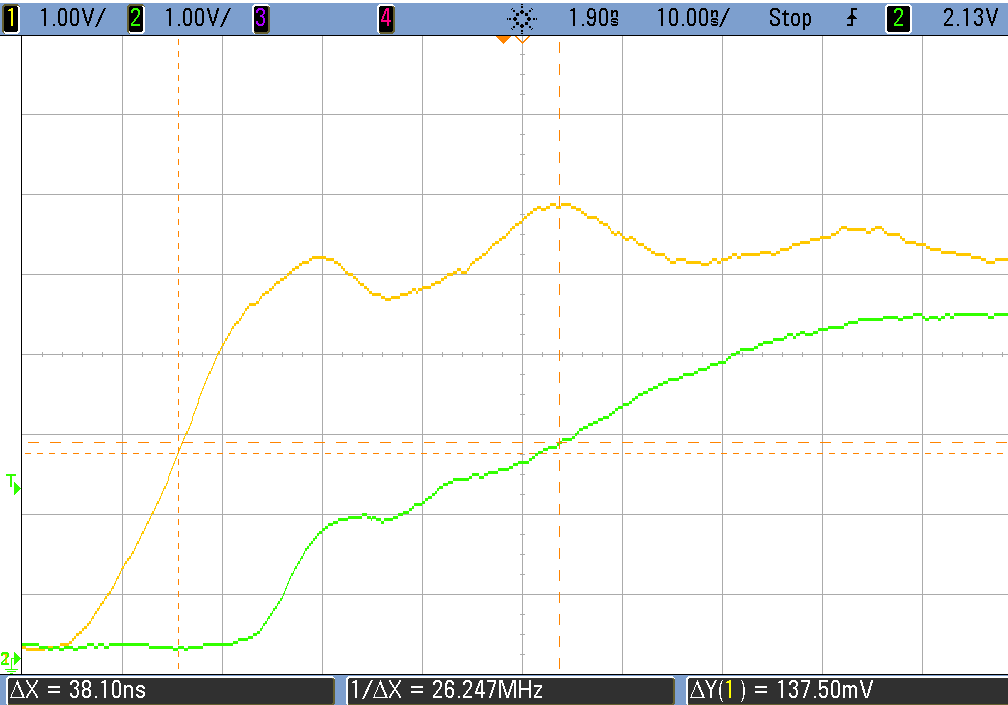 1 1.00V/ 2 1.00V/ 3 4 1.90s 10.00s/ Stop 2 2.13V
T
2
ΔX = 38.10ns 1/ΔX = 26.247MHz ΔY(1) = 137.50mV